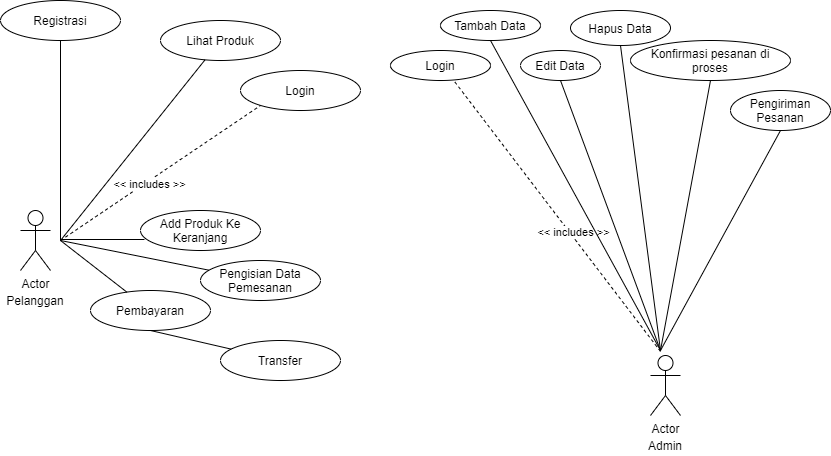 Registrasi
Lihat Produk
Login
<< includes >>
Add Produk Ke
Keranjang
Pengisian Data
Pemesanan
Pembayaran
Transfer
Actor
Pelanggan
Tambah Data
Hapus Data
Login
Edit Data
Konfirmasi pesanan di
proses
Pengiriman
Pesanan
<< includes >>
Actor
Admin